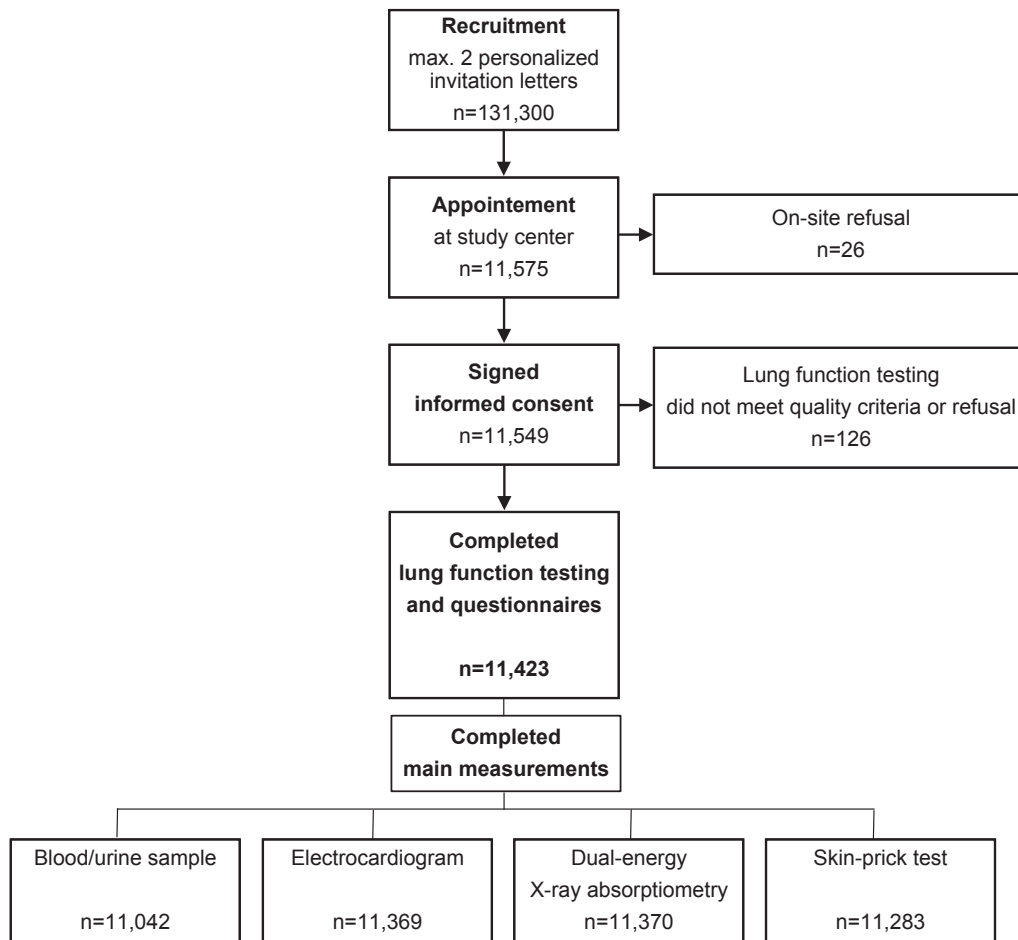 Recruitment
max. 2 personalized
invitation letters
n=131,300
Appointement
at study center
n=11,575
On-site refusal
n=26
Signed
informed consent
n=11,549
Lung function testing
did not meet quality criteria or refusal
n=126
Completed
lung function testing
and questionnaires
n=11,423
Completed
main measurements
Blood/urine sample
n=11,042
Electrocardiogram
n=11,369
Dual-energy
X-ray absorptiometry
n=11,370
Skin-prick test
n=11,283